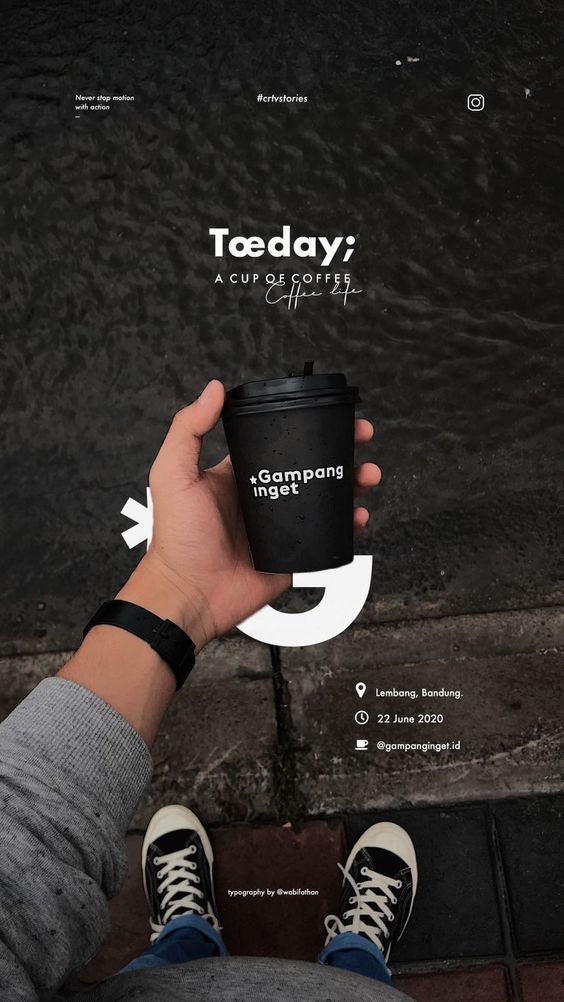 Never stop motion
with action
#crtvstories
Tœday;
A CUP OF COFFEE
Coffee life
*Gampang
inget
*G
Lembang, Bandung.
22 June 2020
@gampanginget.id
typography by @wabifathan